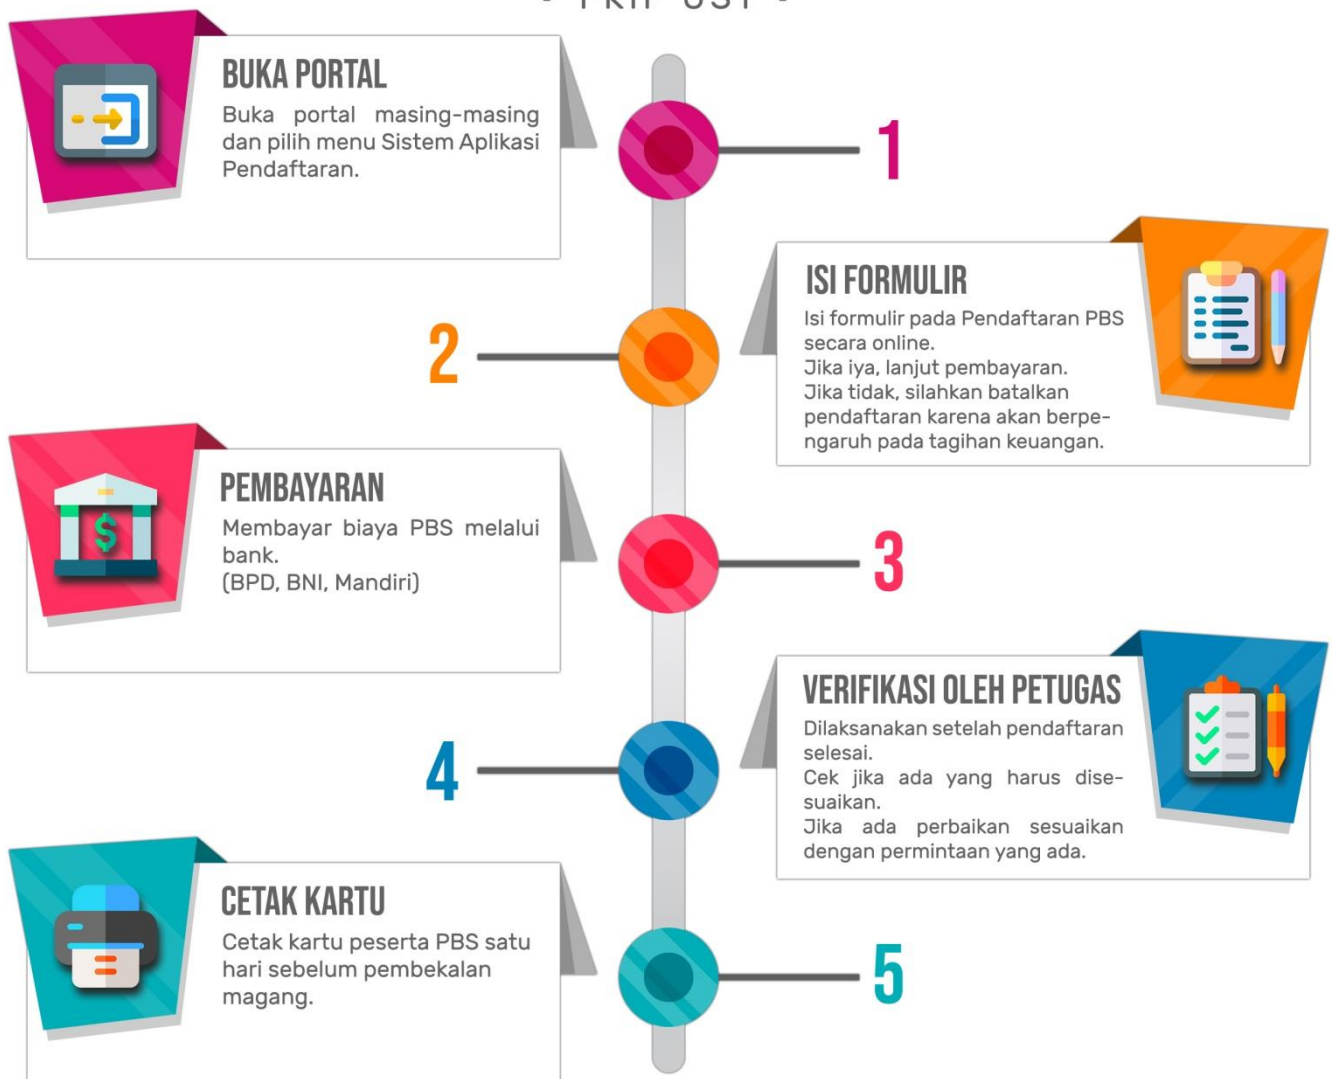 BUKA PORTAL
Buka portal masing-masing
dan pilih menu Sistem Aplikasi
Pendaftaran.
1
ISI FORMULIR
Isi formulir pada Pendaftaran PBS
secara online.
Jika iya, lanjut pembayaran.
Jika tidak, silahkan batalkan
pendaftaran karena akan berpe-
ngaruh pada tagihan keuangan.
2
PEMBAYARAN
Membayar biaya PBS melalui
bank.
(BPD, BNI, Mandiri)
3
VERIFIKASI OLEH PETUGAS
Dilaksanakan setelah pendaftaran
selesai.
Cek jika ada yang harus dise-
suaikan.
Jika ada perbaikan sesuaikan
dengan permintaan yang ada.
4
CETAK KARTU
Cetak kartu peserta PBS satu
hari sebelum pembekalan
magang.
5